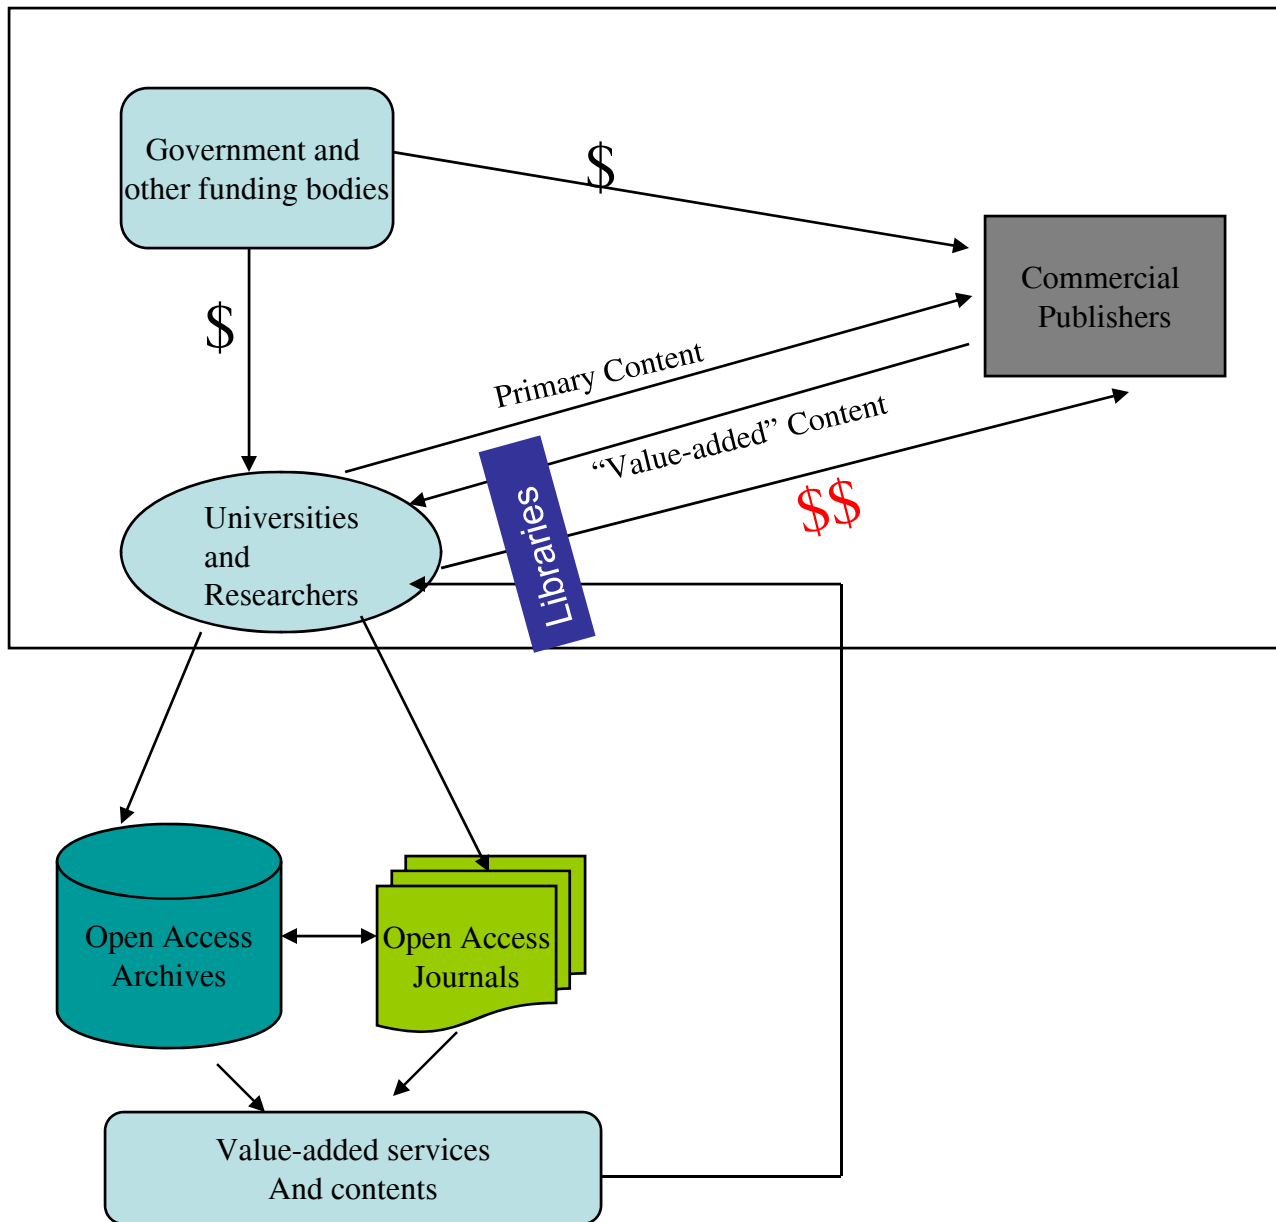 Government and
other funding bodies
$
Commercial
Publishers
$
Primary Content
“Value-added” Content
$$
Libraries
Universities
and
Researchers
Open Access
Archives
Open Access
Journals
Value-added services
And contents